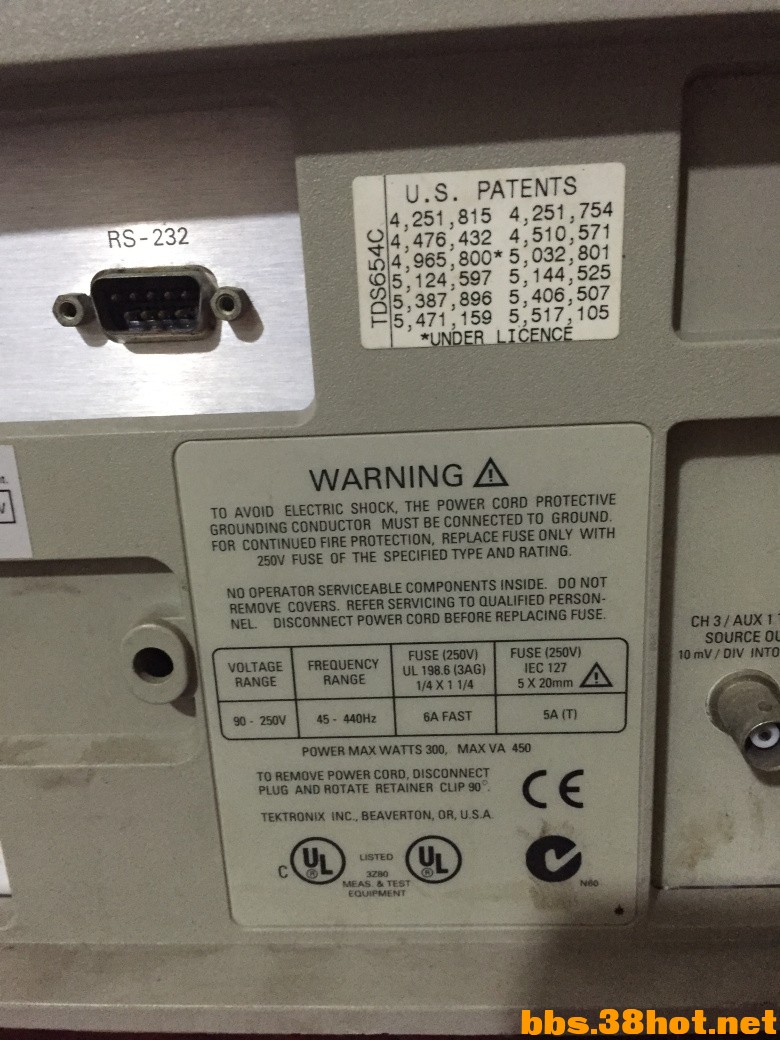 RS-232
TDS654C
U.S. PATENTS
4,251,815 4,251,754
4,476,432 4,510,571
4,965,800* 5,032,801
5,124,597 5,144,525
5,387,896 5,406,507
5,471,159 5,517,105
*UNDER LICENCE
WARNING
TO AVOID ELECTRIC SHOCK, THE POWER CORD PROTECTIVE
GROUNDING CONDUCTOR MUST BE CONNECTED TO GROUND.
FOR CONTINUED FIRE PROTECTION, REPLACE FUSE ONLY WITH
250V FUSE OF THE SPECIFIED TYPE AND RATING.
NO OPERATOR SERVICEABLE COMPONENTS INSIDE. DO NOT
REMOVE COVERS. REFER SERVICING TO QUALIFIED PERSON-
NEL. DISCONNECT POWER CORD BEFORE REPLACING FUSE.
VOLTAGE RANGE
FREQUENCY RANGE
FUSE (250V)
UL 198.6 (3AG)
1/4 X 1 1/4
FUSE (250V)
IEC 127
5 X 20mm
90 - 250V
45 - 440Hz
6A FAST
5A (T)
POWER MAX WATTS 300, MAX VA 450
TO REMOVE POWER CORD, DISCONNECT
PLUG AND ROTATE RETAINER CLIP 90°.
TEKTRONIX INC., BEAVERTON, OR, U.S.A.
CE
C UL ® LISTED UL ®
3Z80
MEAS. & TEST
EQUIPMENT
N60
CH 3 / AUX 1
SOURCE
10 mV / DIV INTO
bbs.38hot.net